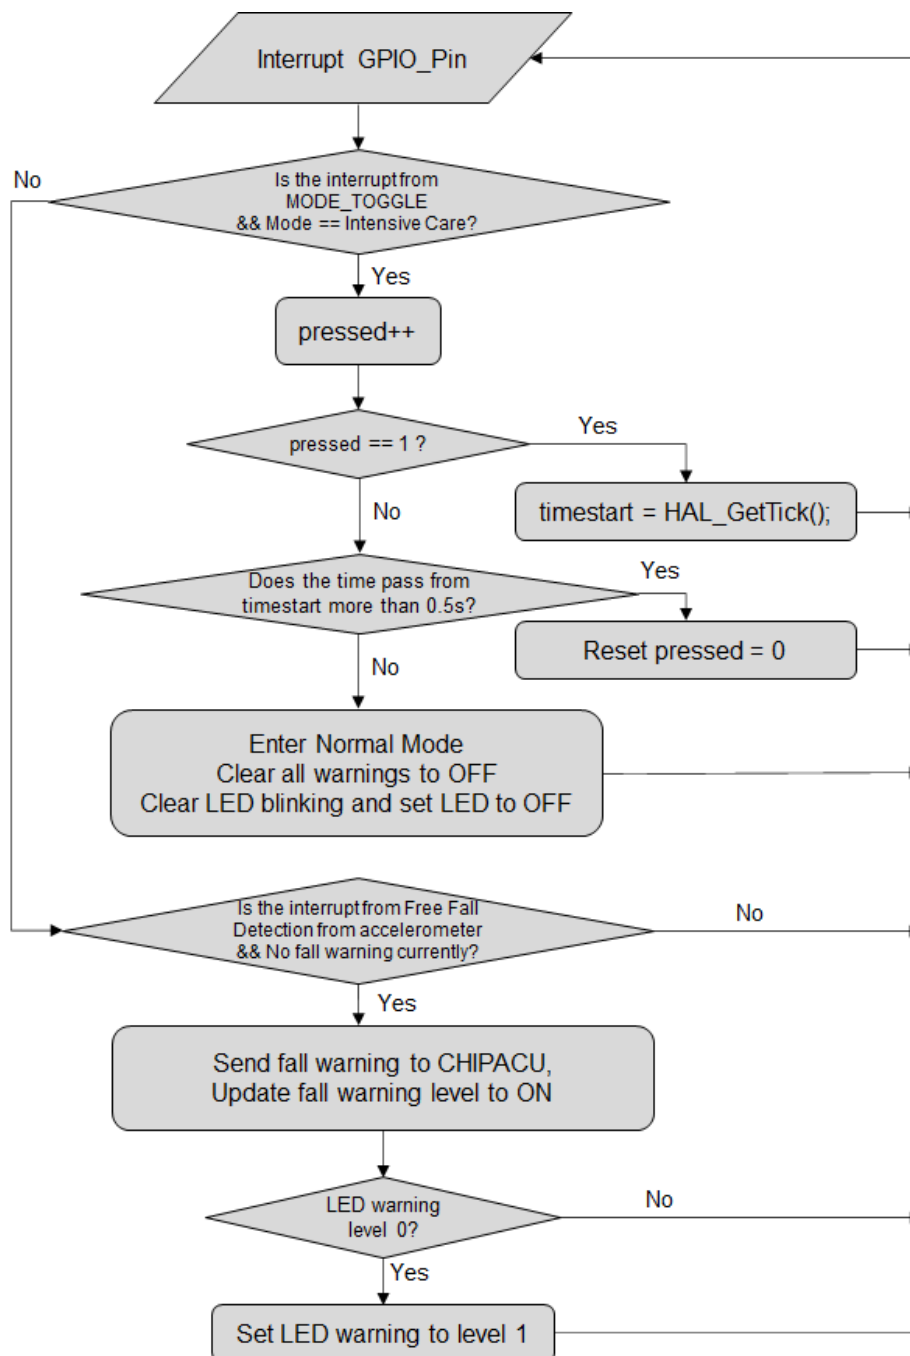 Interrupt GPIO_Pin
No
Is the interrupt from
MODE_TOGGLE
&& Mode == Intensive Care?
Yes
pressed++
pressed == 1 ?
Yes
timestart = HAL_GetTick();
No
Does the time pass from
timestart more than 0.5s?
Yes
Reset pressed = 0
No
Enter Normal Mode
Clear all warnings to OFF
Clear LED blinking and set LED to OFF
Is the interrupt from Free Fall
Detection from accelerometer
&& No fall warning currently?
No
Yes
Send fall warning to CHIPACU,
Update fall warning level to ON
LED warning
level 0?
No
Yes
Set LED warning to level 1